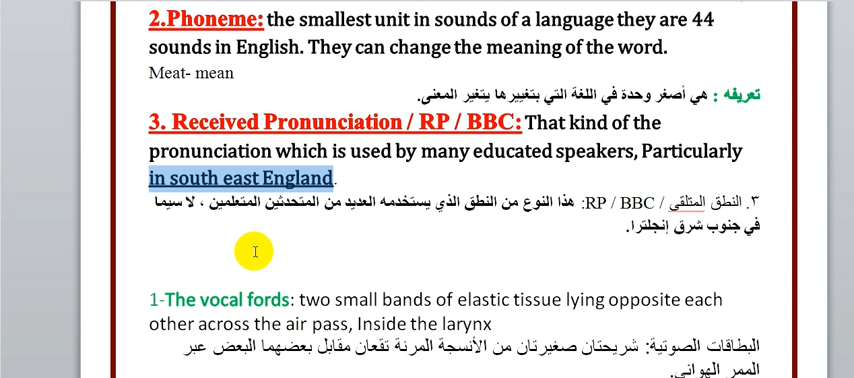 2.Phoneme: the smallest unit in sounds of a language they are 44
sounds in English. They can change the meaning of the word.
Meat- mean
تعريفه : هي أصغر وحدة في اللغة التي بتغييرها يتغير المعنى.
3. Received Pronunciation / RP / BBC: That kind of the
pronunciation which is used by many educated speakers, Particularly
in south east England.
٣. النطق المتلقي / RP / BBC: هذا النوع من النطق الذي يستخدمه العديد من المتحدثين المتعلمين ، لا سيما
في جنوب شرق إنجلترا.
1-The vocal fords: two small bands of elastic tissue lying opposite each
other across the air pass, Inside the larynx
البطاقات الصوتية: شريحتان صغيرتان من الأنسجة المرنة تقعان مقابل بعضهما البعض عبر
الممر الهوائي.